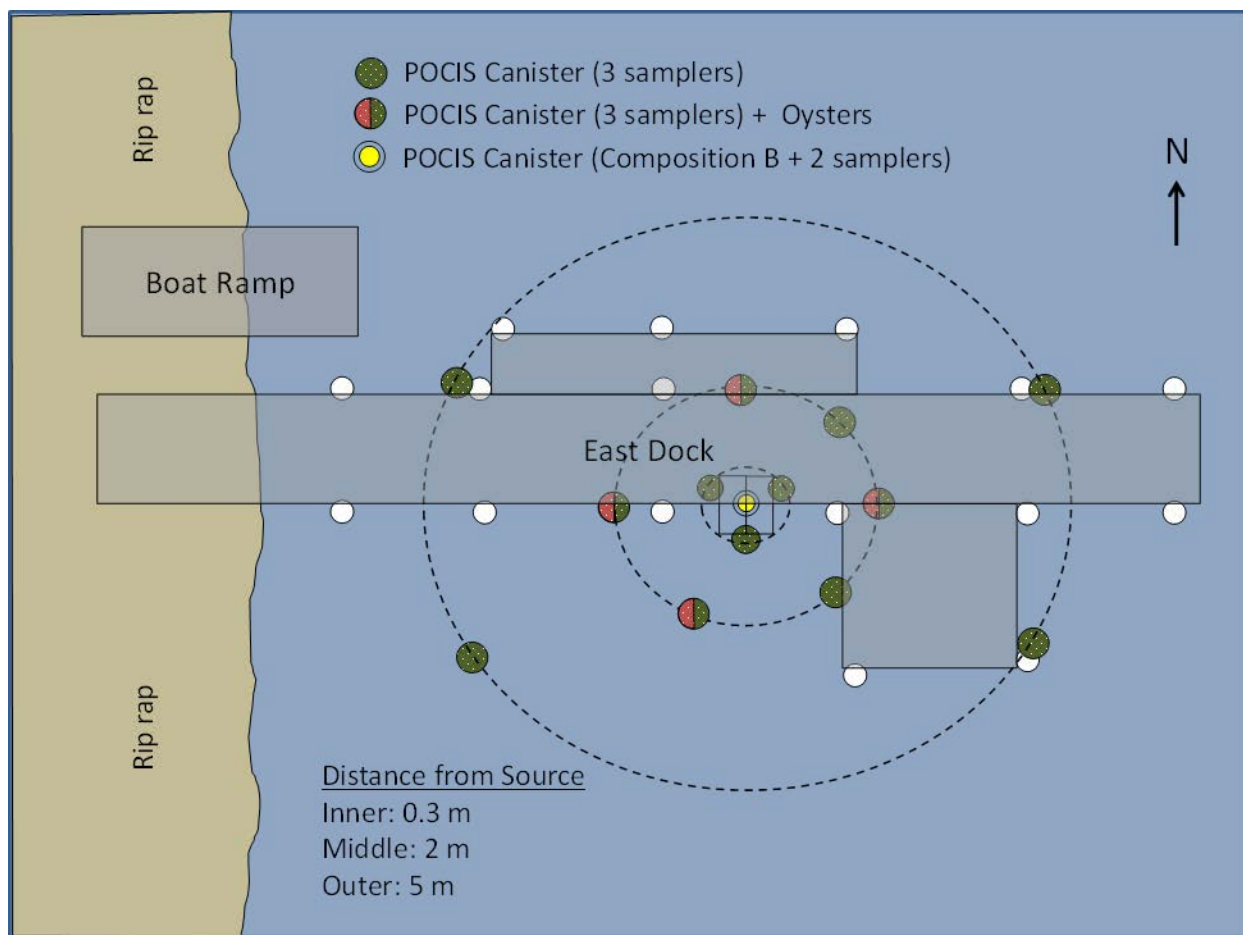 Rip rap
POCIS Canister (3 samplers)
POCIS Canister (3 samplers) + Oysters
POCIS Canister (Composition B + 2 samplers)
N
Boat Ramp
East Dock
Rip rap
Distance from Source
Inner: 0.3 m
Middle: 2 m
Outer: 5 m